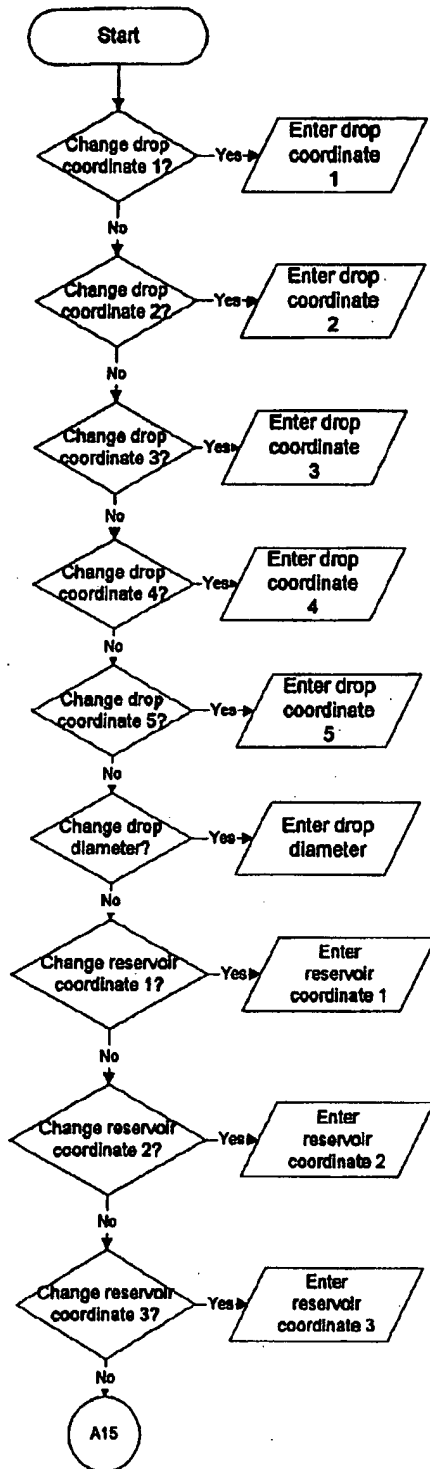 Start
Change drop
coordinate 1?
Yes
Enter drop
coordinate
1
No
Change drop
coordinate 2?
Yes
Enter drop
coordinate
2
No
Change drop
coordinate 3?
Yes
Enter drop
coordinate
3
No
Change drop
coordinate 4?
Yes
Enter drop
coordinate
4
No
Change drop
coordinate 5?
Yes
Enter drop
coordinate
5
No
Change drop
diameter?
Yes
Enter drop
diameter
No
Change reservoir
coordinate 1?
Yes
Enter
reservoir
coordinate 1
No
Change reservoir
coordinate 2?
Yes
Enter
reservoir
coordinate 2
No
Change reservoir
coordinate 3?
Yes
Enter
reservoir
coordinate 3
No
A15